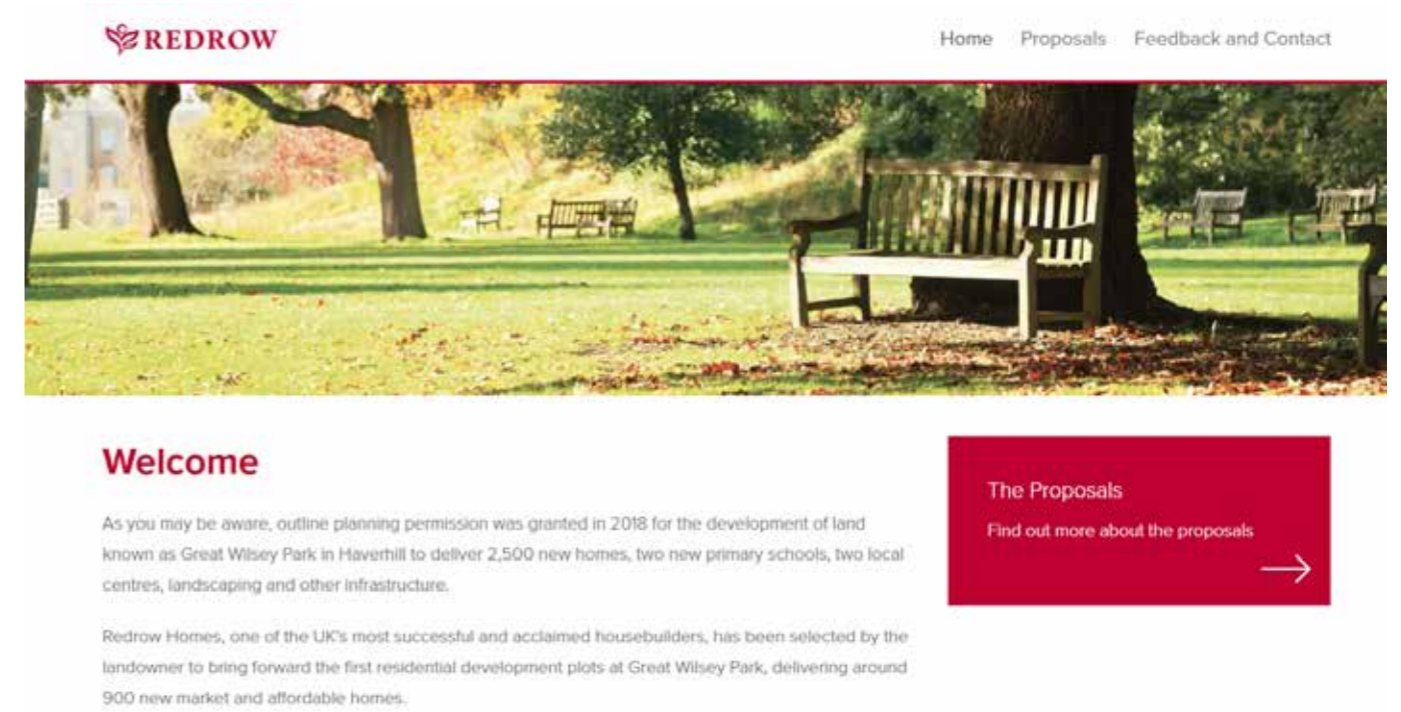 REDROW
Home Proposals Feedback and Contact
Welcome
As you may be aware, outline planning permission was granted in 2018 for the development of land
known as Great Wilsey Park in Haverhill to deliver 2,500 new homes, two new primary schools, two local
centres, landscaping and other infrastructure.
Redrow Homes, one of the UK's most successful and acclaimed housebuilders, has been selected by the
landowner to bring forward the first residential development plots at Great Wilsey Park, delivering around
900 new market and affordable homes.
The Proposals
Find out more about the proposals